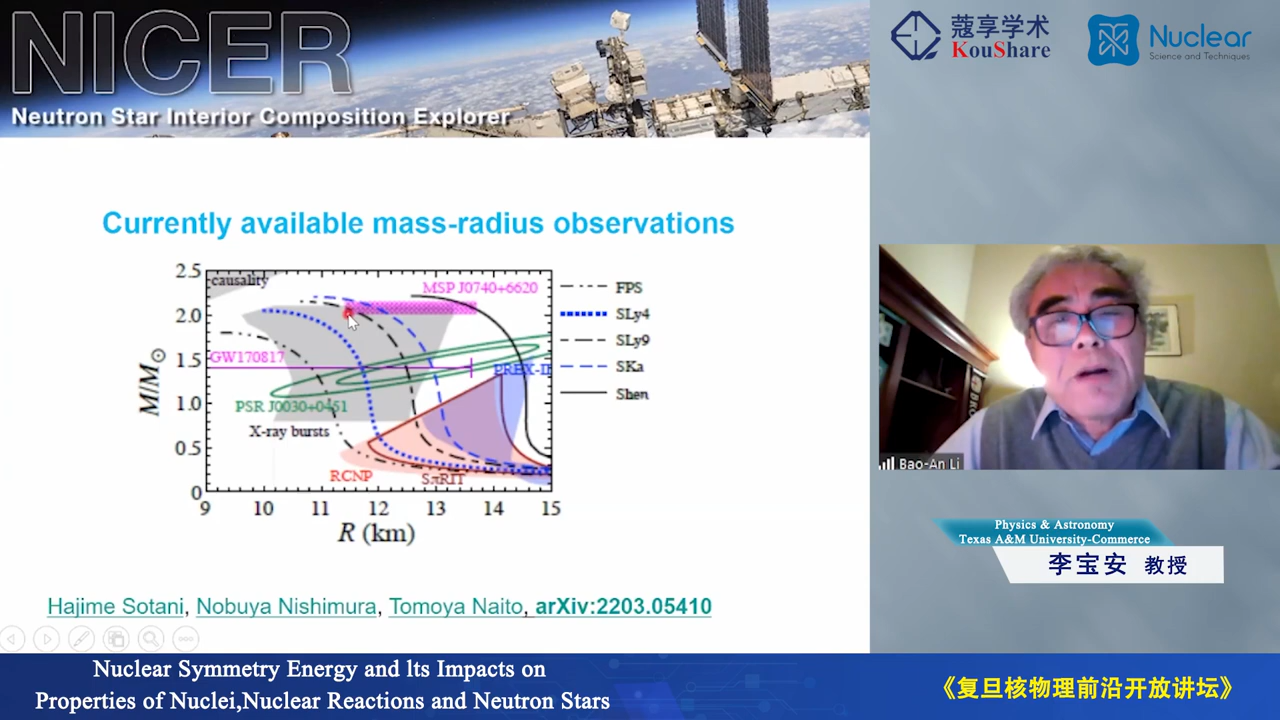 NICER
Neutron Star Interior Composition Explorer
蔻享学术
KouShare
Nuclear
Science and Techniques
Currently available mass-radius observations
2.5
2.0
1.5
1.0
0.5
0
M/M☉
causality
MSP J0740+6620
GW170817
PREX-II
PSR J0030+0451
X-ray bursts
RCNP
SπRIT
9 10 11 12 13 14 15
R (km)
FPS
SLy4
SLy9
SKa
Shen
Hajime Sotani, Nobuya Nishimura, Tomoya Naito, arXiv:2203.05410
Bao-An Li
Physics & Astronomy
Texas A&M University-Commerce
李宝安 教授
Nuclear Symmetry Energy and lts Impacts on
Properties of Nuclei,Nuclear Reactions and Neutron Stars
《复旦核物理前沿开放讲坛》